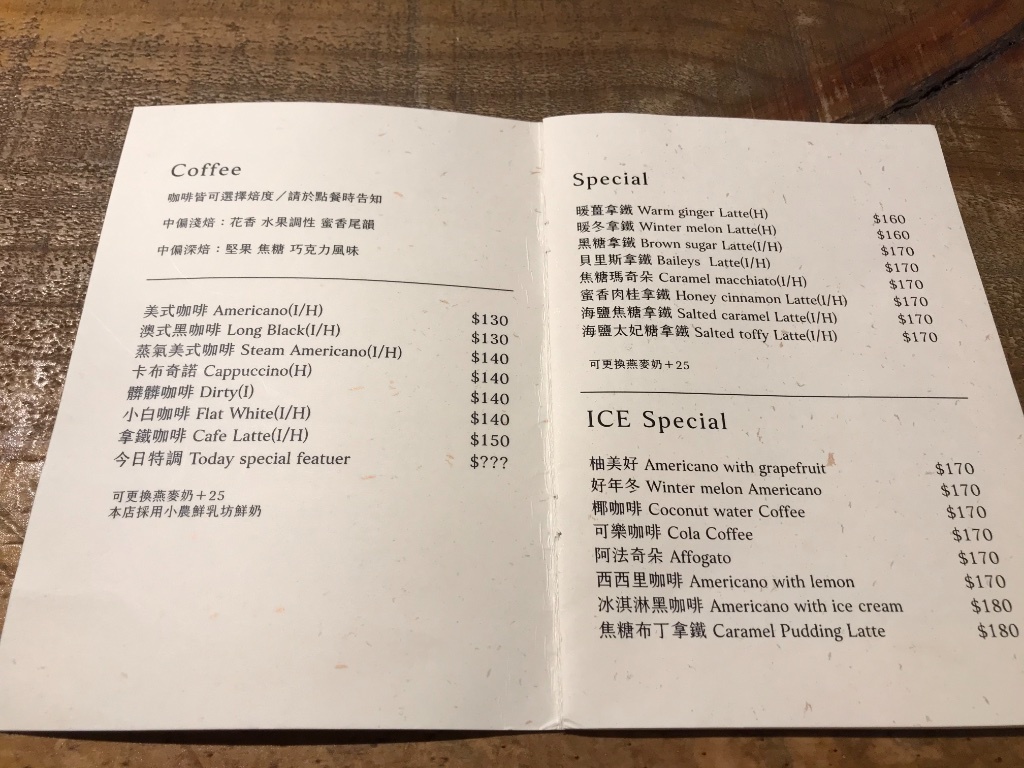 Coffee
咖啡皆可選擇焙度／請於點餐時告知
中偏淺焙：花香 水果調性 蜜香尾韻
中偏深焙：堅果 焦糖 巧克力風味
美式咖啡 Americano(I/H) $130
澳式黑咖啡 Long Black(I/H) $130
蒸氣美式咖啡 Steam Americano(I/H) $140
卡布奇諾 Cappuccino(H) $140
髒髒咖啡 Dirty(I) $140
小白咖啡 Flat White(I/H) $140
拿鐵咖啡 Cafe Latte(I/H) $150
今日特調 Today special featuer $???
可更換燕麥奶＋25
本店採用小農鮮乳坊鮮奶
Special
暖薑拿鐵 Warm ginger Latte(H) $160
暖冬拿鐵 Winter melon Latte(H) $160
黑糖拿鐵 Brown sugar Latte(I/H) $170
貝里斯拿鐵 Baileys Latte(I/H) $170
焦糖瑪奇朵 Caramel macchiato(I/H) $170
蜜香肉桂拿鐵 Honey cinnamon Latte(I/H) $170
海鹽焦糖拿鐵 Salted caramel Latte(I/H) $170
海鹽太妃糖拿鐵 Salted toffy Latte(I/H) $170
可更換燕麥奶＋25
ICE Special
柚美好 Americano with grapefruit $170
好年冬 Winter melon Americano $170
椰咖啡 Coconut water Coffee $170
可樂咖啡 Cola Coffee $170
阿法奇朵 Affogato $170
西西里咖啡 Americano with lemon $170
冰淇淋黑咖啡 Americano with ice cream $180
焦糖布丁拿鐵 Caramel Pudding Latte $180